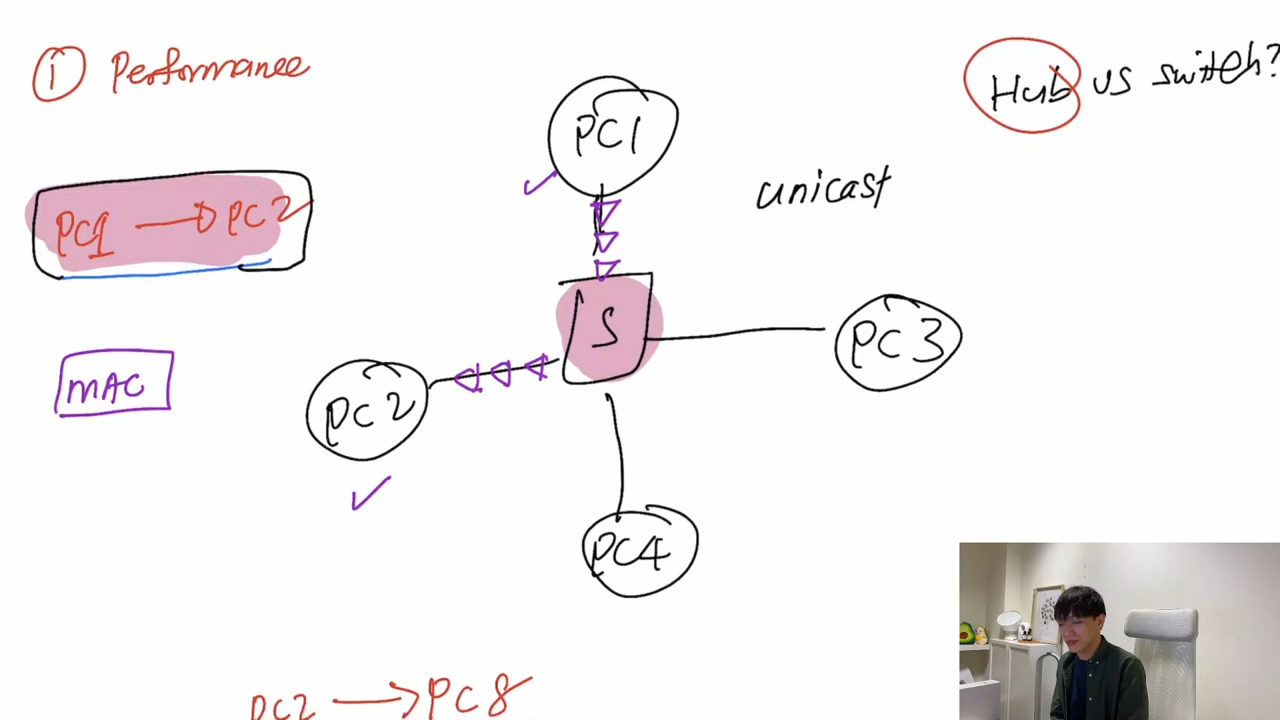 ① Performance
Hub vs switch?
PC1
unicast
PC1 → PC2
S
PC3
MAC
PC2
PC4
PC2 → PC8